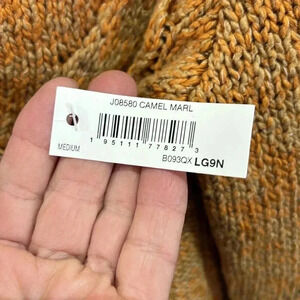 J08580 CAMEL MARL
1 95111 77827 3
MEDIUM
B093QX LG9N